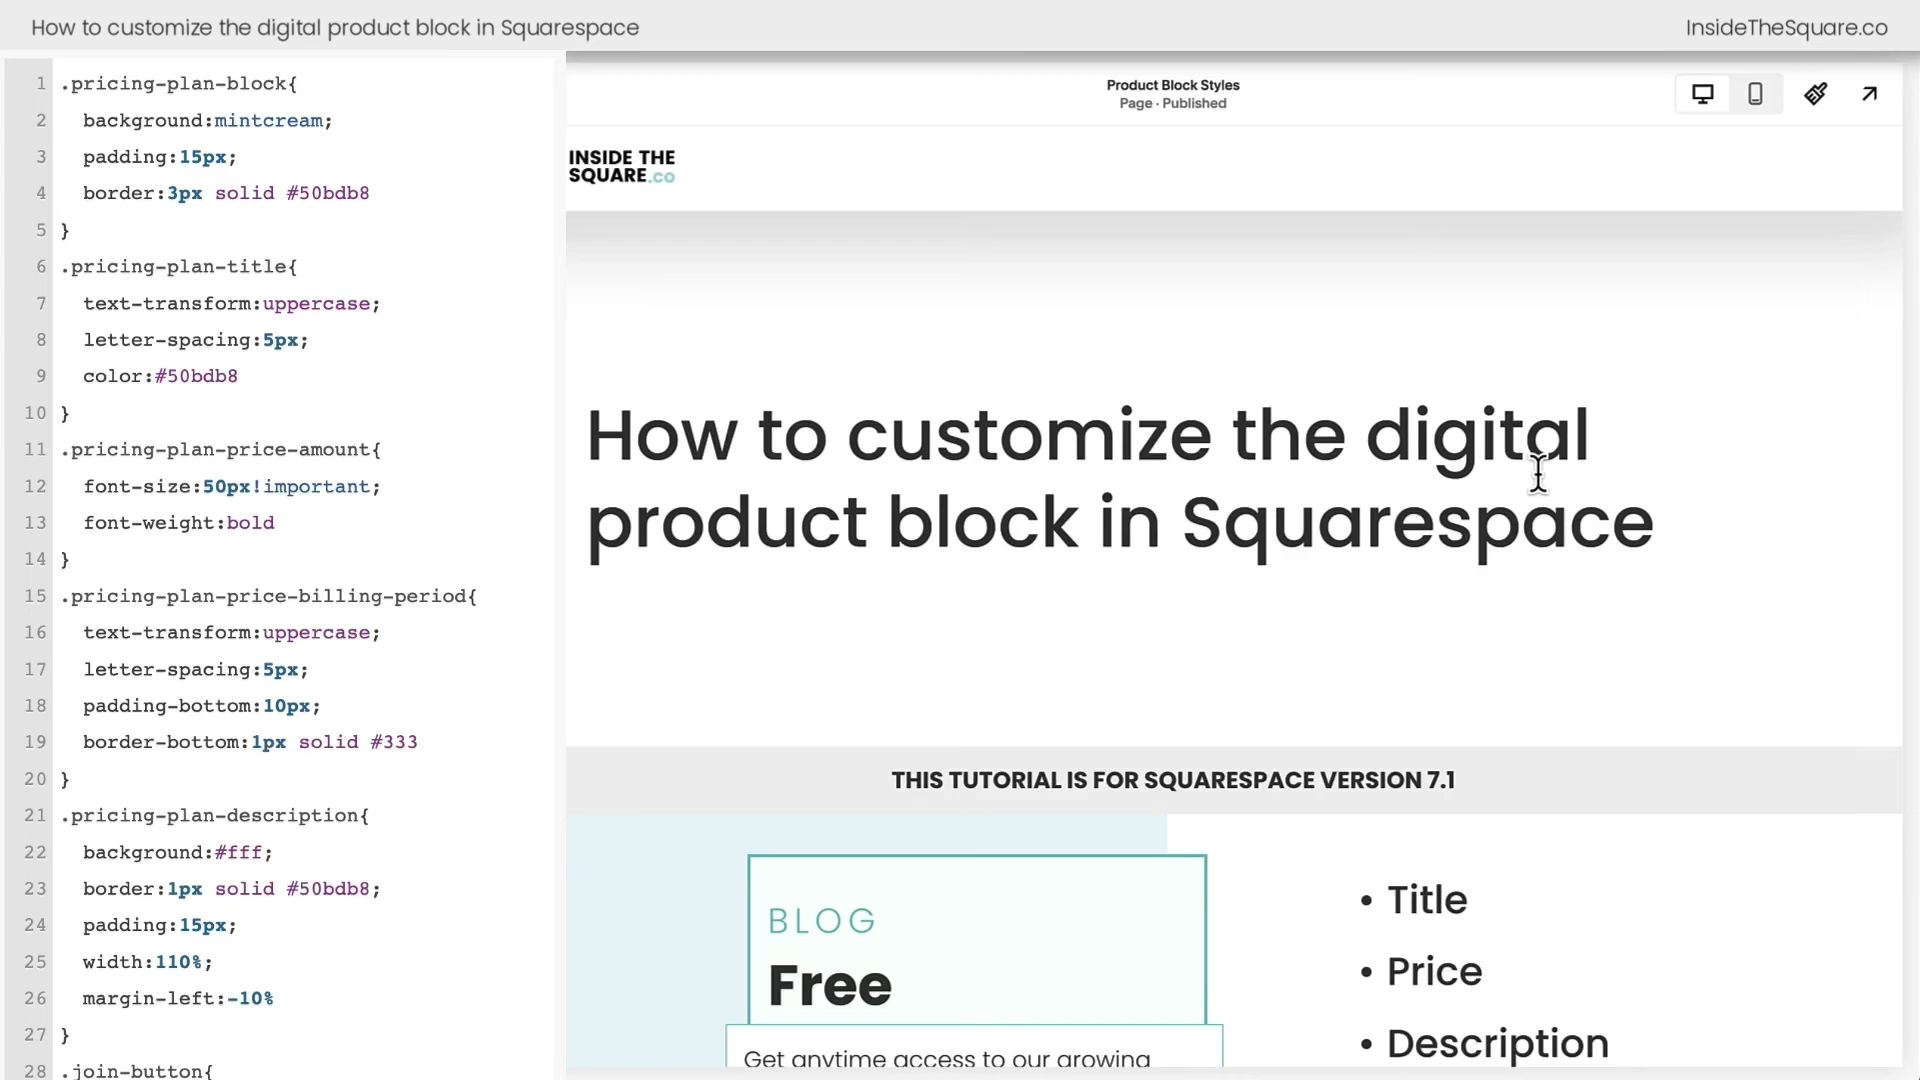 How to customize the digital product block in Squarespace
InsideTheSquare.co
1 .pricing-plan-block{
2 background:mintcream;
3 padding:15px;
4 border:3px solid #50bdb8
5 }
6 .pricing-plan-title{
7 text-transform:uppercase;
8 letter-spacing:5px;
9 color:#50bdb8
10 }
11 .pricing-plan-price-amount{
12 font-size:50px!important;
13 font-weight:bold
14 }
15 .pricing-plan-price-billing-period{
16 text-transform:uppercase;
17 letter-spacing:5px;
18 padding-bottom:10px;
19 border-bottom:1px solid #333
20 }
21 .pricing-plan-description{
22 background:#fff;
23 border:1px solid #50bdb8;
24 padding:15px;
25 width:110%;
26 margin-left:-10%
27 }
28 .join-button{
Product Block Styles
Page · Published
INSIDE THE
SQUARE.co
How to customize the digital
product block in Squarespace
THIS TUTORIAL IS FOR SQUARESPACE VERSION 7.1
BLOG
Free
Get anytime access to our growing
• Title
• Price
• Description